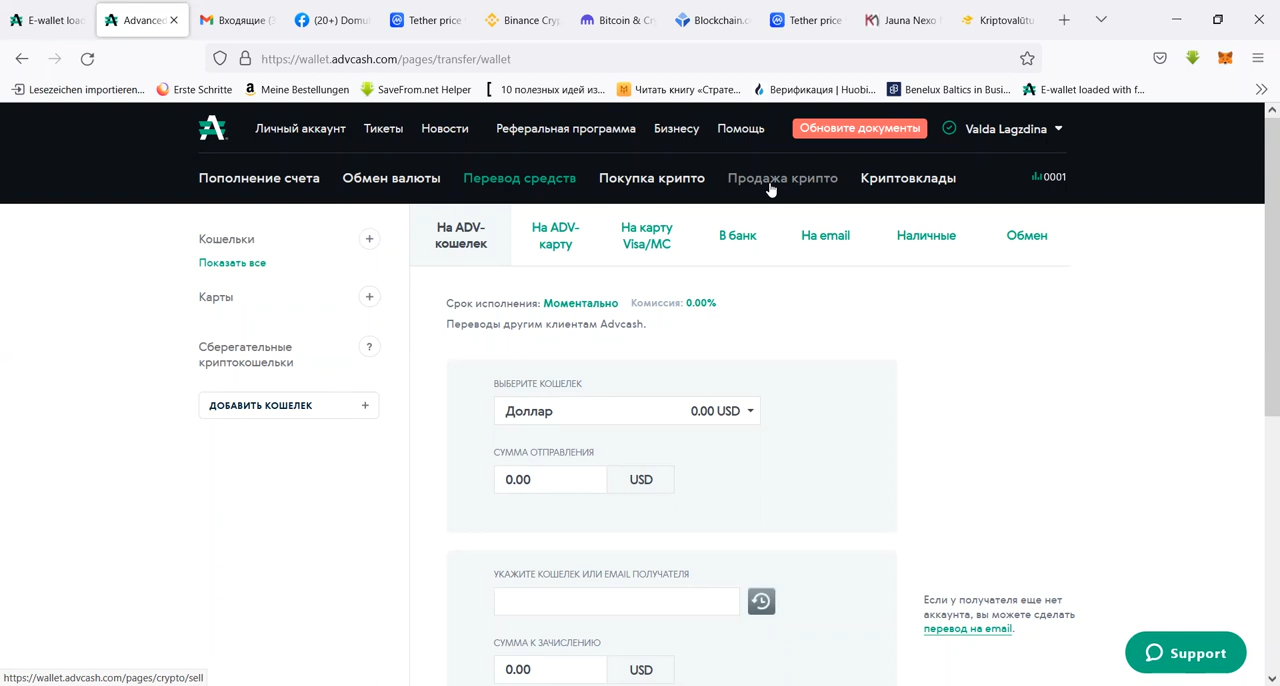 E-wallet loac
Advanced
Входящие (3
(20+) Domu
Tether price
Binance Cryp
Bitcoin & Cr
Blockchain.co
Tether price
Jauna Nexo
Kriptovalūtu
https://wallet.advcash.com/pages/transfer/wallet
Lesezeichen importieren...
Erste Schritte
Meine Bestellungen
SaveFrom.net Helper
10 полезных идей из...
Читать книгу «Страте...
Верификация | Huobi...
Benelux Baltics in Busi...
E-wallet loaded with f...
Личный аккаунт
Тикеты
Новости
Реферальная программа
Бизнесу
Помощь
Обновите документы
Valda Lagzdina
Пополнение счета
Обмен валюты
Перевод средств
Покупка крипто
Продажа крипто
Криптовклады
0001
Кошельки
Показать все
Карты
Сберегательные
криптокошельки
?
ДОБАВИТЬ КОШЕЛЕК
На ADV-
кошелек
На ADV-
карту
На карту
Visa/MC
В банк
На email
Наличные
Обмен
Срок исполнения: Моментально Комиссия: 0.00%
Переводы другим клиентам Advcash.
ВЫБЕРИТЕ КОШЕЛЕК
Доллар 0.00 USD
СУММА ОТПРАВЛЕНИЯ
0.00 USD
УКАЖИТЕ КОШЕЛЕК ИЛИ EMAIL ПОЛУЧАТЕЛЯ
Если у получателя еще нет
аккаунта, вы можете сделать
перевод на email.
СУММА К ЗАЧИСЛЕНИЮ
0.00 USD
Support
https://wallet.advcash.com/pages/crypto/sell